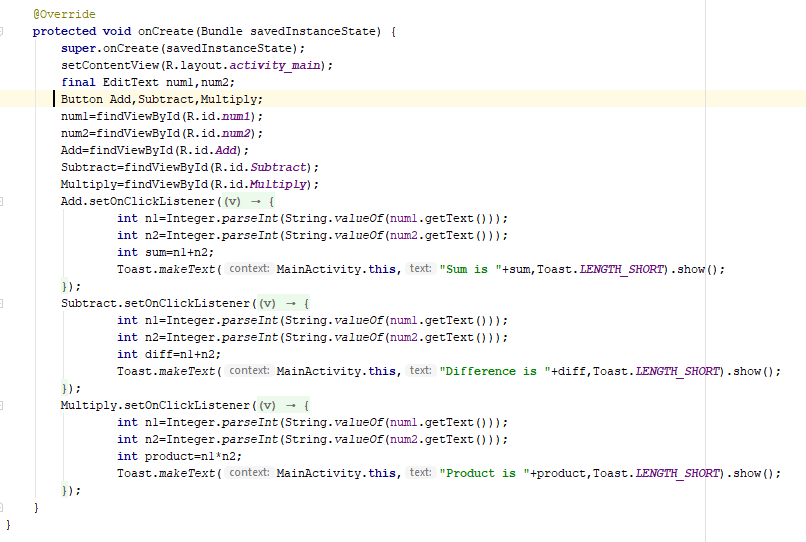 @Override
protected void onCreate(Bundle savedInstanceState) {
super.onCreate(savedInstanceState);
setContentView(R.layout.activity_main);
final EditText num1,num2;
Button Add,Subtract,Multiply;
num1=findViewById(R.id.num1);
num2=findViewById(R.id.num2);
Add=findViewById(R.id.Add);
Subtract=findViewById(R.id.Subtract);
Multiply=findViewById(R.id.Multiply);
Add.setOnClickListener((v) → {
int n1=Integer.parseInt(String.valueOf(num1.getText()));
int n2=Integer.parseInt(String.valueOf(num2.getText()));
int sum=n1+n2;
Toast.makeText( context: MainActivity.this, text: "Sum is "+sum,Toast.LENGTH_SHORT).show();
});
Subtract.setOnClickListener((v) → {
int n1=Integer.parseInt(String.valueOf(num1.getText()));
int n2=Integer.parseInt(String.valueOf(num2.getText()));
int diff=n1+n2;
Toast.makeText( context: MainActivity.this, text: "Difference is "+diff,Toast.LENGTH_SHORT).show();
});
Multiply.setOnClickListener((v) → {
int n1=Integer.parseInt(String.valueOf(num1.getText()));
int n2=Integer.parseInt(String.valueOf(num2.getText()));
int product=n1*n2;
Toast.makeText( context: MainActivity.this, text: "Product is "+product,Toast.LENGTH_SHORT).show();
});
}
}